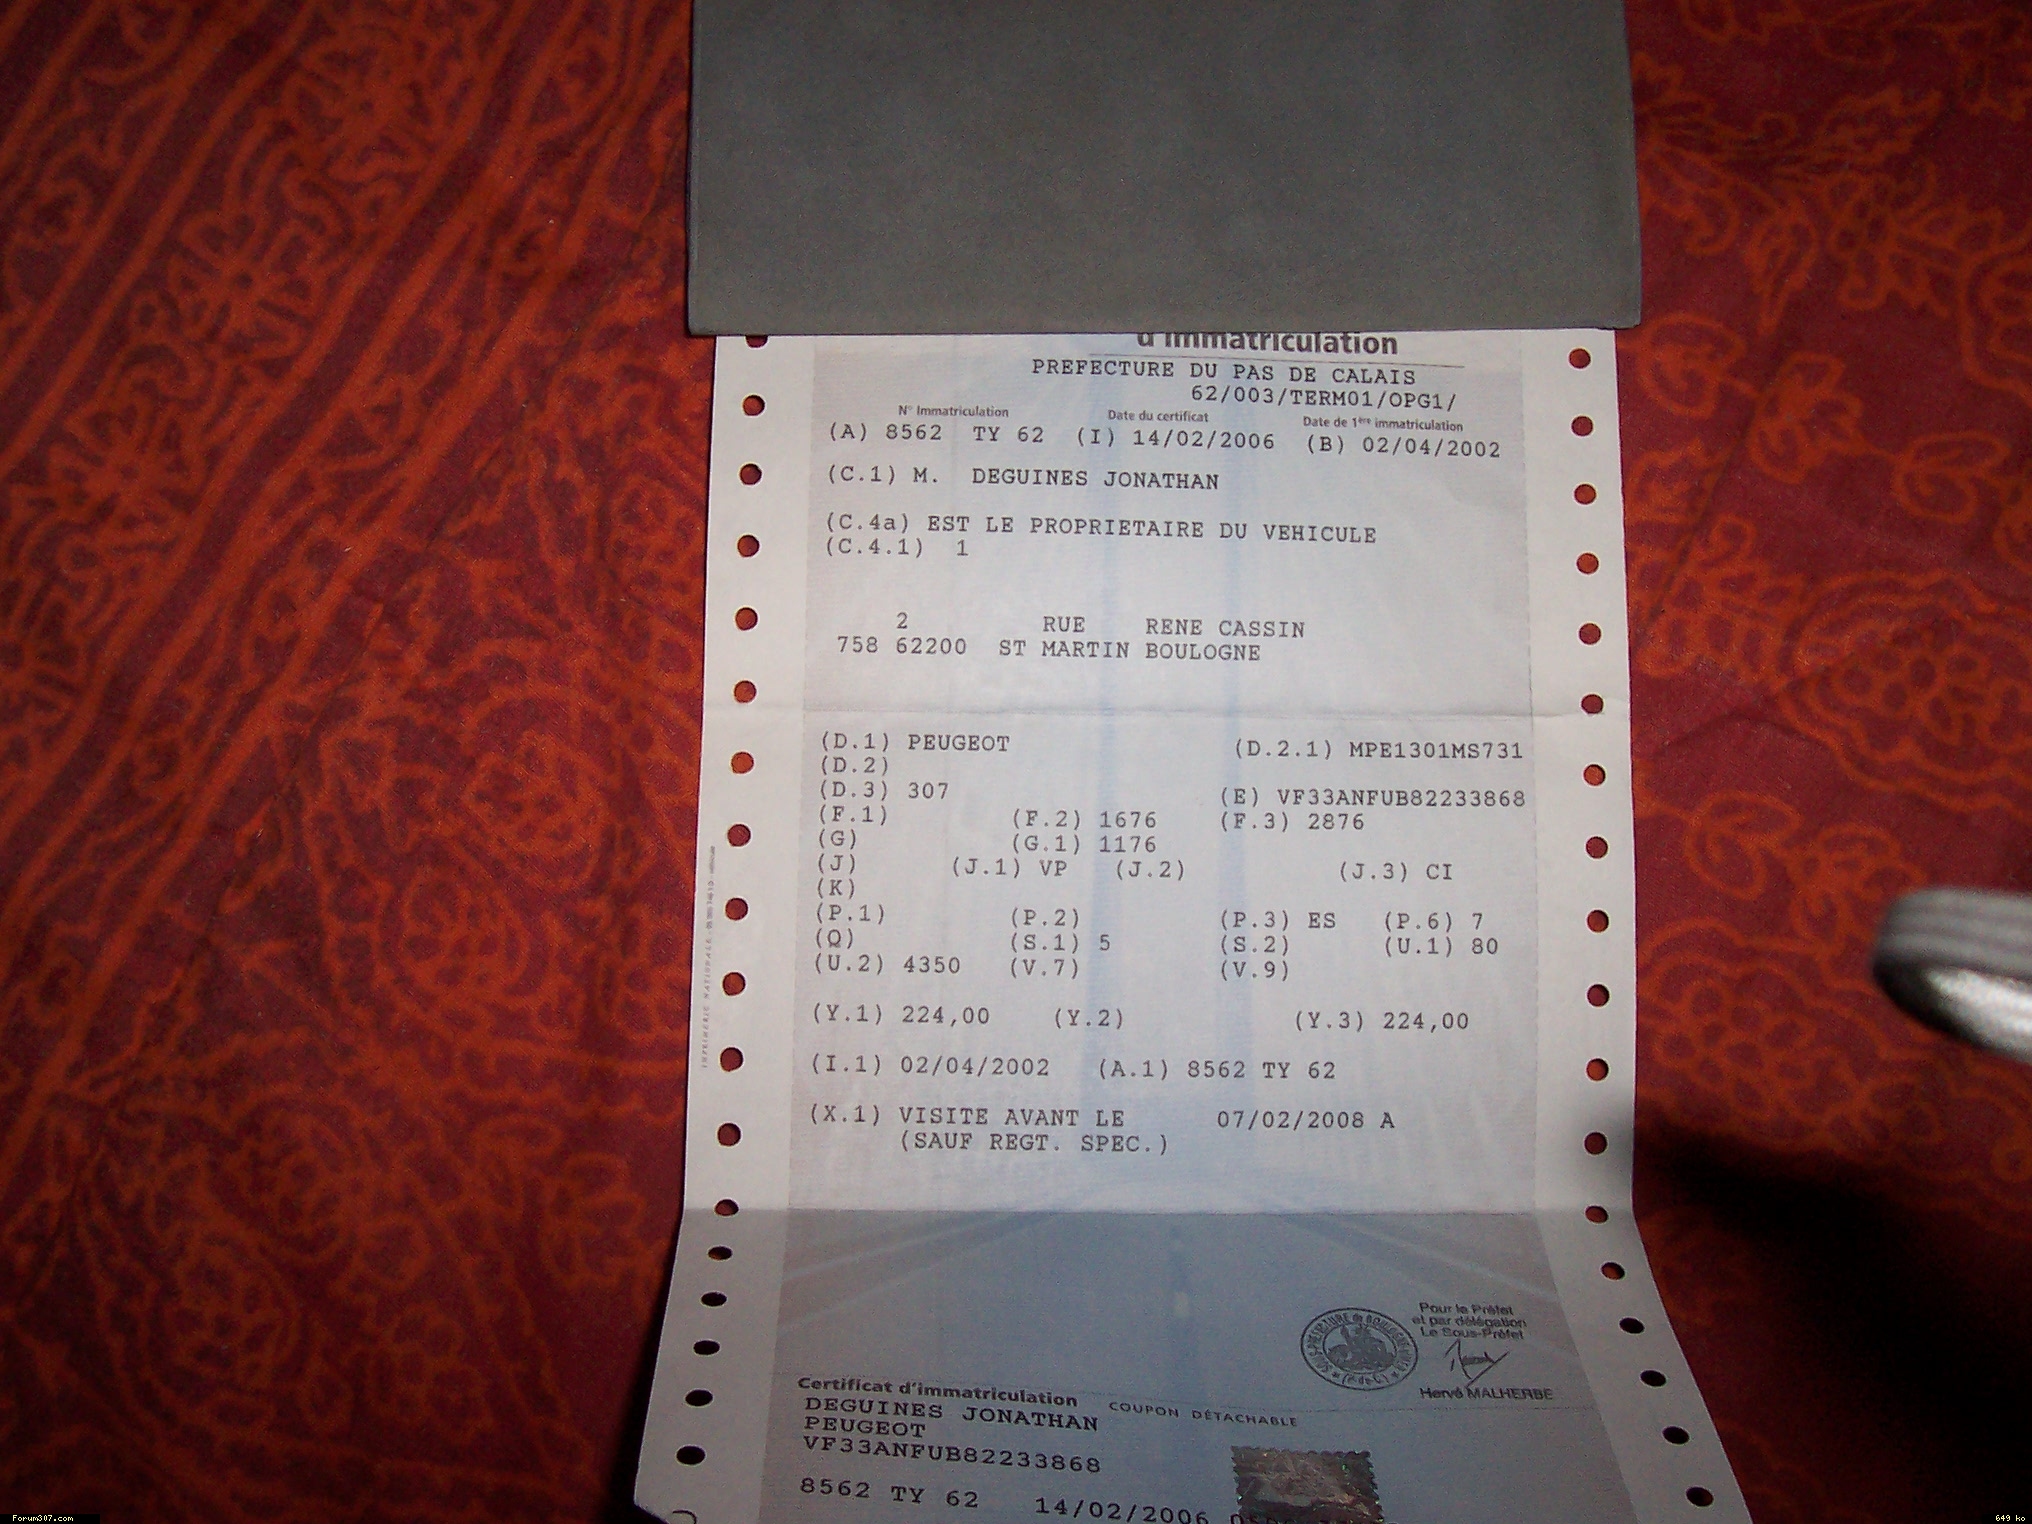 d'immatriculation
PREFECTURE DU PAS DE CALAIS
62/003/TERM01/OPG1/
N° Immatriculation Date du certificat Date de 1ère immatriculation
(A) 8562 TY 62 (I) 14/02/2006 (B) 02/04/2002
(C.1) M. DEGUINES JONATHAN
(C.4a) EST LE PROPRIETAIRE DU VEHICULE
(C.4.1) 1
2 RUE RENE CASSIN
758 62200 ST MARTIN BOULOGNE
(D.1) PEUGEOT (D.2.1) MPE1301MS731
(D.2)
(D.3) 307 (E) VF33ANFUB82233868
(F.1) (F.2) 1676 (F.3) 2876
(G) (G.1) 1176
(J) (J.1) VP (J.2) (J.3) CI
(K)
(P.1) (P.2) (P.3) ES (P.6) 7
(Q) (S.1) 5 (S.2) (U.1) 80
(U.2) 4350 (V.7) (V.9)
(Y.1) 224,00 (Y.2) (Y.3) 224,00
(I.1) 02/04/2002 (A.1) 8562 TY 62
(X.1) VISITE AVANT LE 07/02/2008 A
(SAUF REGT. SPEC.)
IMPRIMERIE NATIONALE
Pour le Préfet
et par délégation
Le Sous-Préfet
SOUS-PRÉFECTURE de BOULOGNE
Hervé MALHERBE
Certificat d'immatriculation COUPON DÉTACHABLE
DEGUINES JONATHAN
PEUGEOT
VF33ANFUB82233868
8562 TY 62 14/02/2006
Forum307.com
649 ko